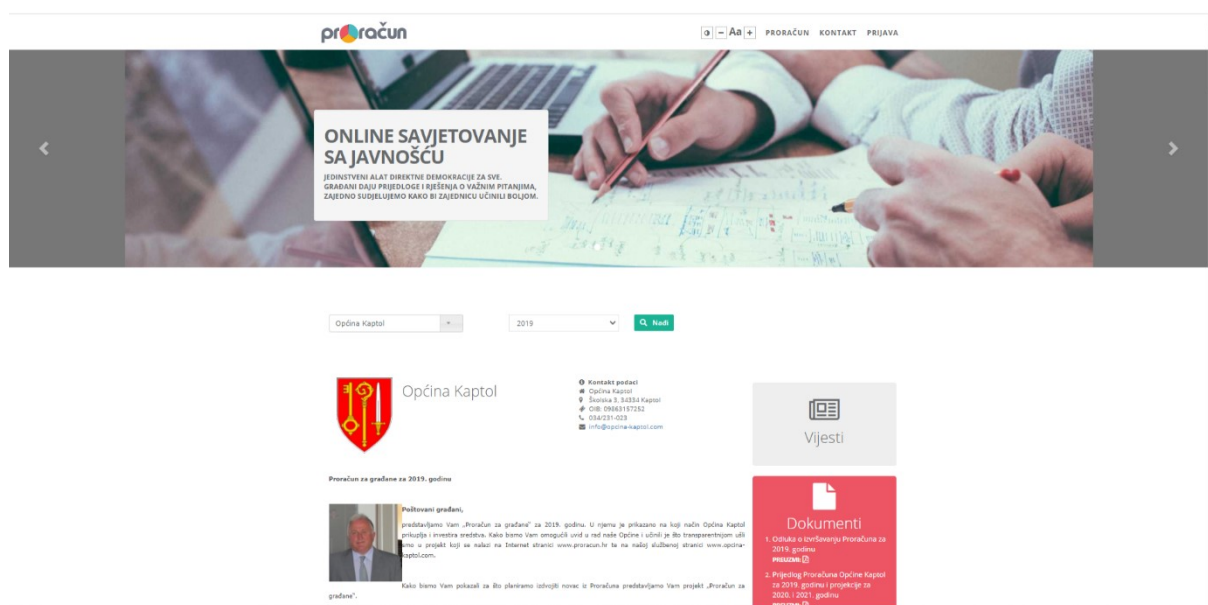 proračun
Aa
PRORAČUN KONTAKT PRIJAVA
ONLINE SAVJETOVANJE
SA JAVNOŠĆU
JEDINSTVENI ALAT DIREKTNE DEMOKRACIJE ZA SVE.
GRAĐANI DAJU PRIJEDLOGE I RJEŠENJA O VAŽNIM PITANJIMA,
ZAJEDNO SUDJELUJEMO KAKO BI ZAJEDNICU UČINILI BOLJOM.
Općina Kaptol
2019
Nađi
Općina Kaptol
Kontakt podaci
Općina Kaptol
Školska 3, 34334 Kaptol
OIB: 09863157252
034/231-023
info@opcina-kaptol.com
Vijesti
Proračun za građane za 2019. godinu
Poštovani građani,
predstavljamo Vam „Proračun za građane“ za 2019. godinu. U njemu je prikazano na koji način Općina Kaptol
prikuplja i investira sredstva. Kako bismo Vam omogućili uvid u rad naše Općine i učinili je što transparentnijom ušli
smo u projekt koji se nalazi na Internet stranici www.proracun.hr te na našoj službenoj stranici www.opcina-
kaptol.com.
Kako bismo Vam pokazali za što planiramo izdvojiti novac iz Proračuna predstavljamo Vam projekt „Proračun za
građane“.
Dokumenti
1. Odluka o izvršavanju Proračuna za
2019. godinu
PREUZMI:
2. Prijedlog Proračuna Općine Kaptol
za 2019. godinu i projekcije za
2020. i 2021. godinu
PREUZMI: